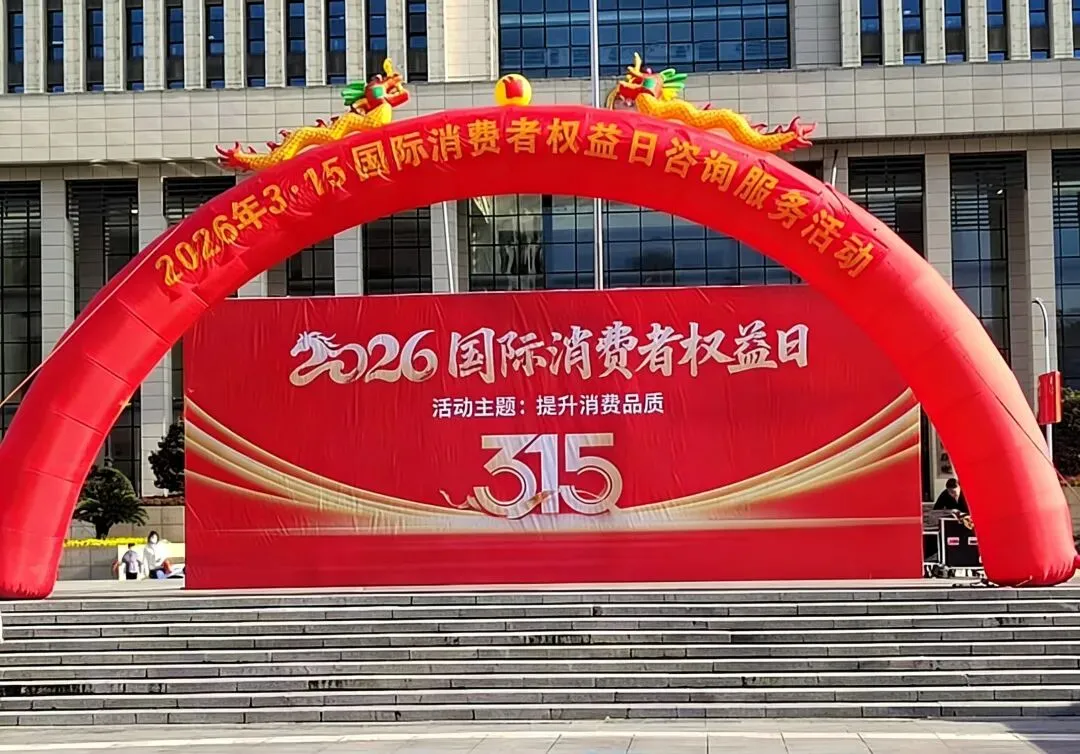 2026年3·15国际消费者权益日咨询服务活动
2026国际消费者权益日
活动主题：提升消费品质
315